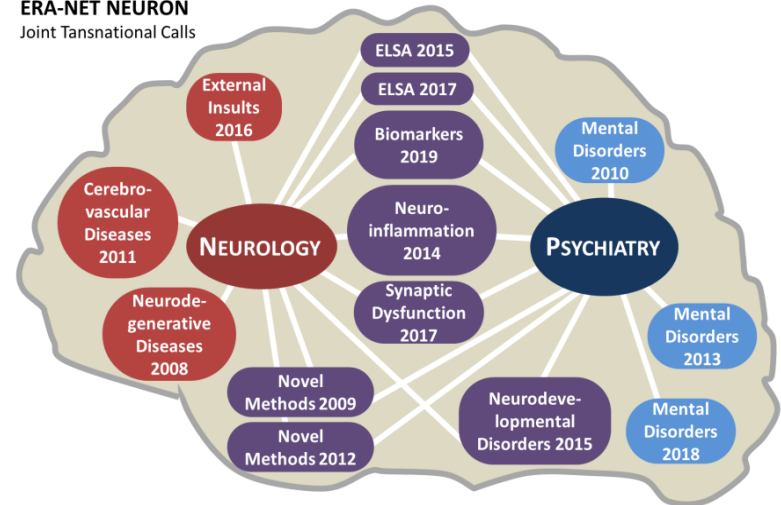 ERA-NET NEURON
Joint Tansnational Calls
ELSA 2015
ELSA 2017
External
Insults
2016
Biomarkers
2019
Mental
Disorders
2010
Cerebro-
vascular
Diseases
2011
NEUROLOGY
Neuro-
inflammation
2014
PSYCHIATRY
Synaptic
Dysfunction
2017
Neurode-
generative
Diseases
2008
Mental
Disorders
2013
Novel
Methods 2009
Neurodeve-
lopmental
Disorders 2015
Mental
Disorders
2018
Novel
Methods 2012